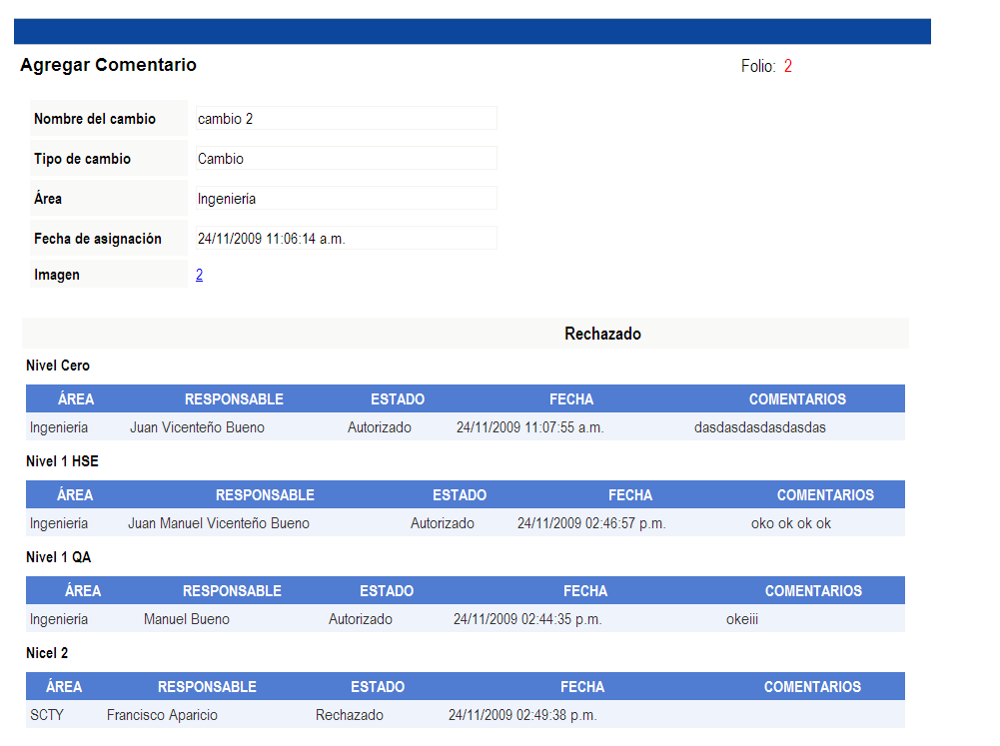 Agregar Comentario Folio: 2
Nombre del cambio cambio 2
Tipo de cambio Cambio
Área Ingeniería
Fecha de asignación 24/11/2009 11:06:14 a.m.
Imagen 2
Rechazado
Nivel Cero
ÁREA RESPONSABLE ESTADO FECHA COMENTARIOS
Ingeniería Juan Vicenteño Bueno Autorizado 24/11/2009 11:07:55 a.m. dasdasdasdasdasdas
Nivel 1 HSE
ÁREA RESPONSABLE ESTADO FECHA COMENTARIOS
Ingeniería Juan Manuel Vicenteño Bueno Autorizado 24/11/2009 02:46:57 p.m. oko ok ok ok
Nivel 1 QA
ÁREA RESPONSABLE ESTADO FECHA COMENTARIOS
Ingeniería Manuel Bueno Autorizado 24/11/2009 02:44:35 p.m. okeiii
Nicel 2
ÁREA RESPONSABLE ESTADO FECHA COMENTARIOS
SCTY Francisco Aparicio Rechazado 24/11/2009 02:49:38 p.m.